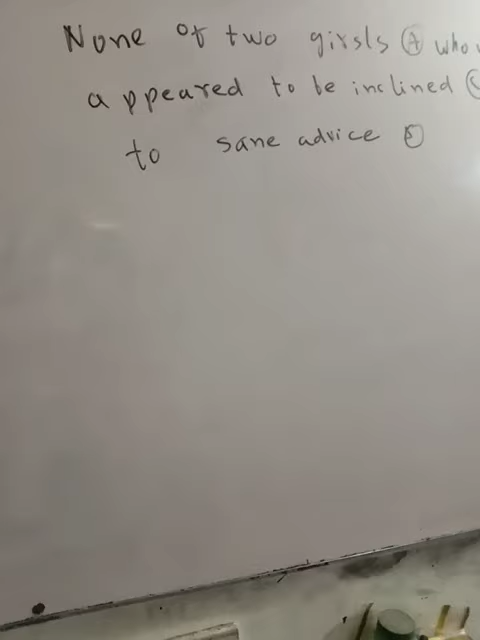 None of two girsls Ⓐ who
appeared to be inclined
to sane advice